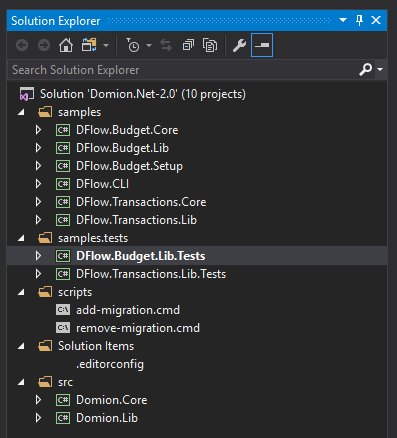 Solution Explorer
Search Solution Explorer
Solution 'Domion.Net-2.0' (10 projects)
samples
C# DFlow.Budget.Core
C# DFlow.Budget.Lib
C# DFlow.Budget.Setup
C# DFlow.CLI
C# DFlow.Transactions.Core
C# DFlow.Transactions.Lib
samples.tests
C# DFlow.Budget.Lib.Tests
C# DFlow.Transactions.Lib.Tests
scripts
C:\ add-migration.cmd
C:\ remove-migration.cmd
Solution Items
.editorconfig
src
C# Domion.Core
C# Domion.Lib